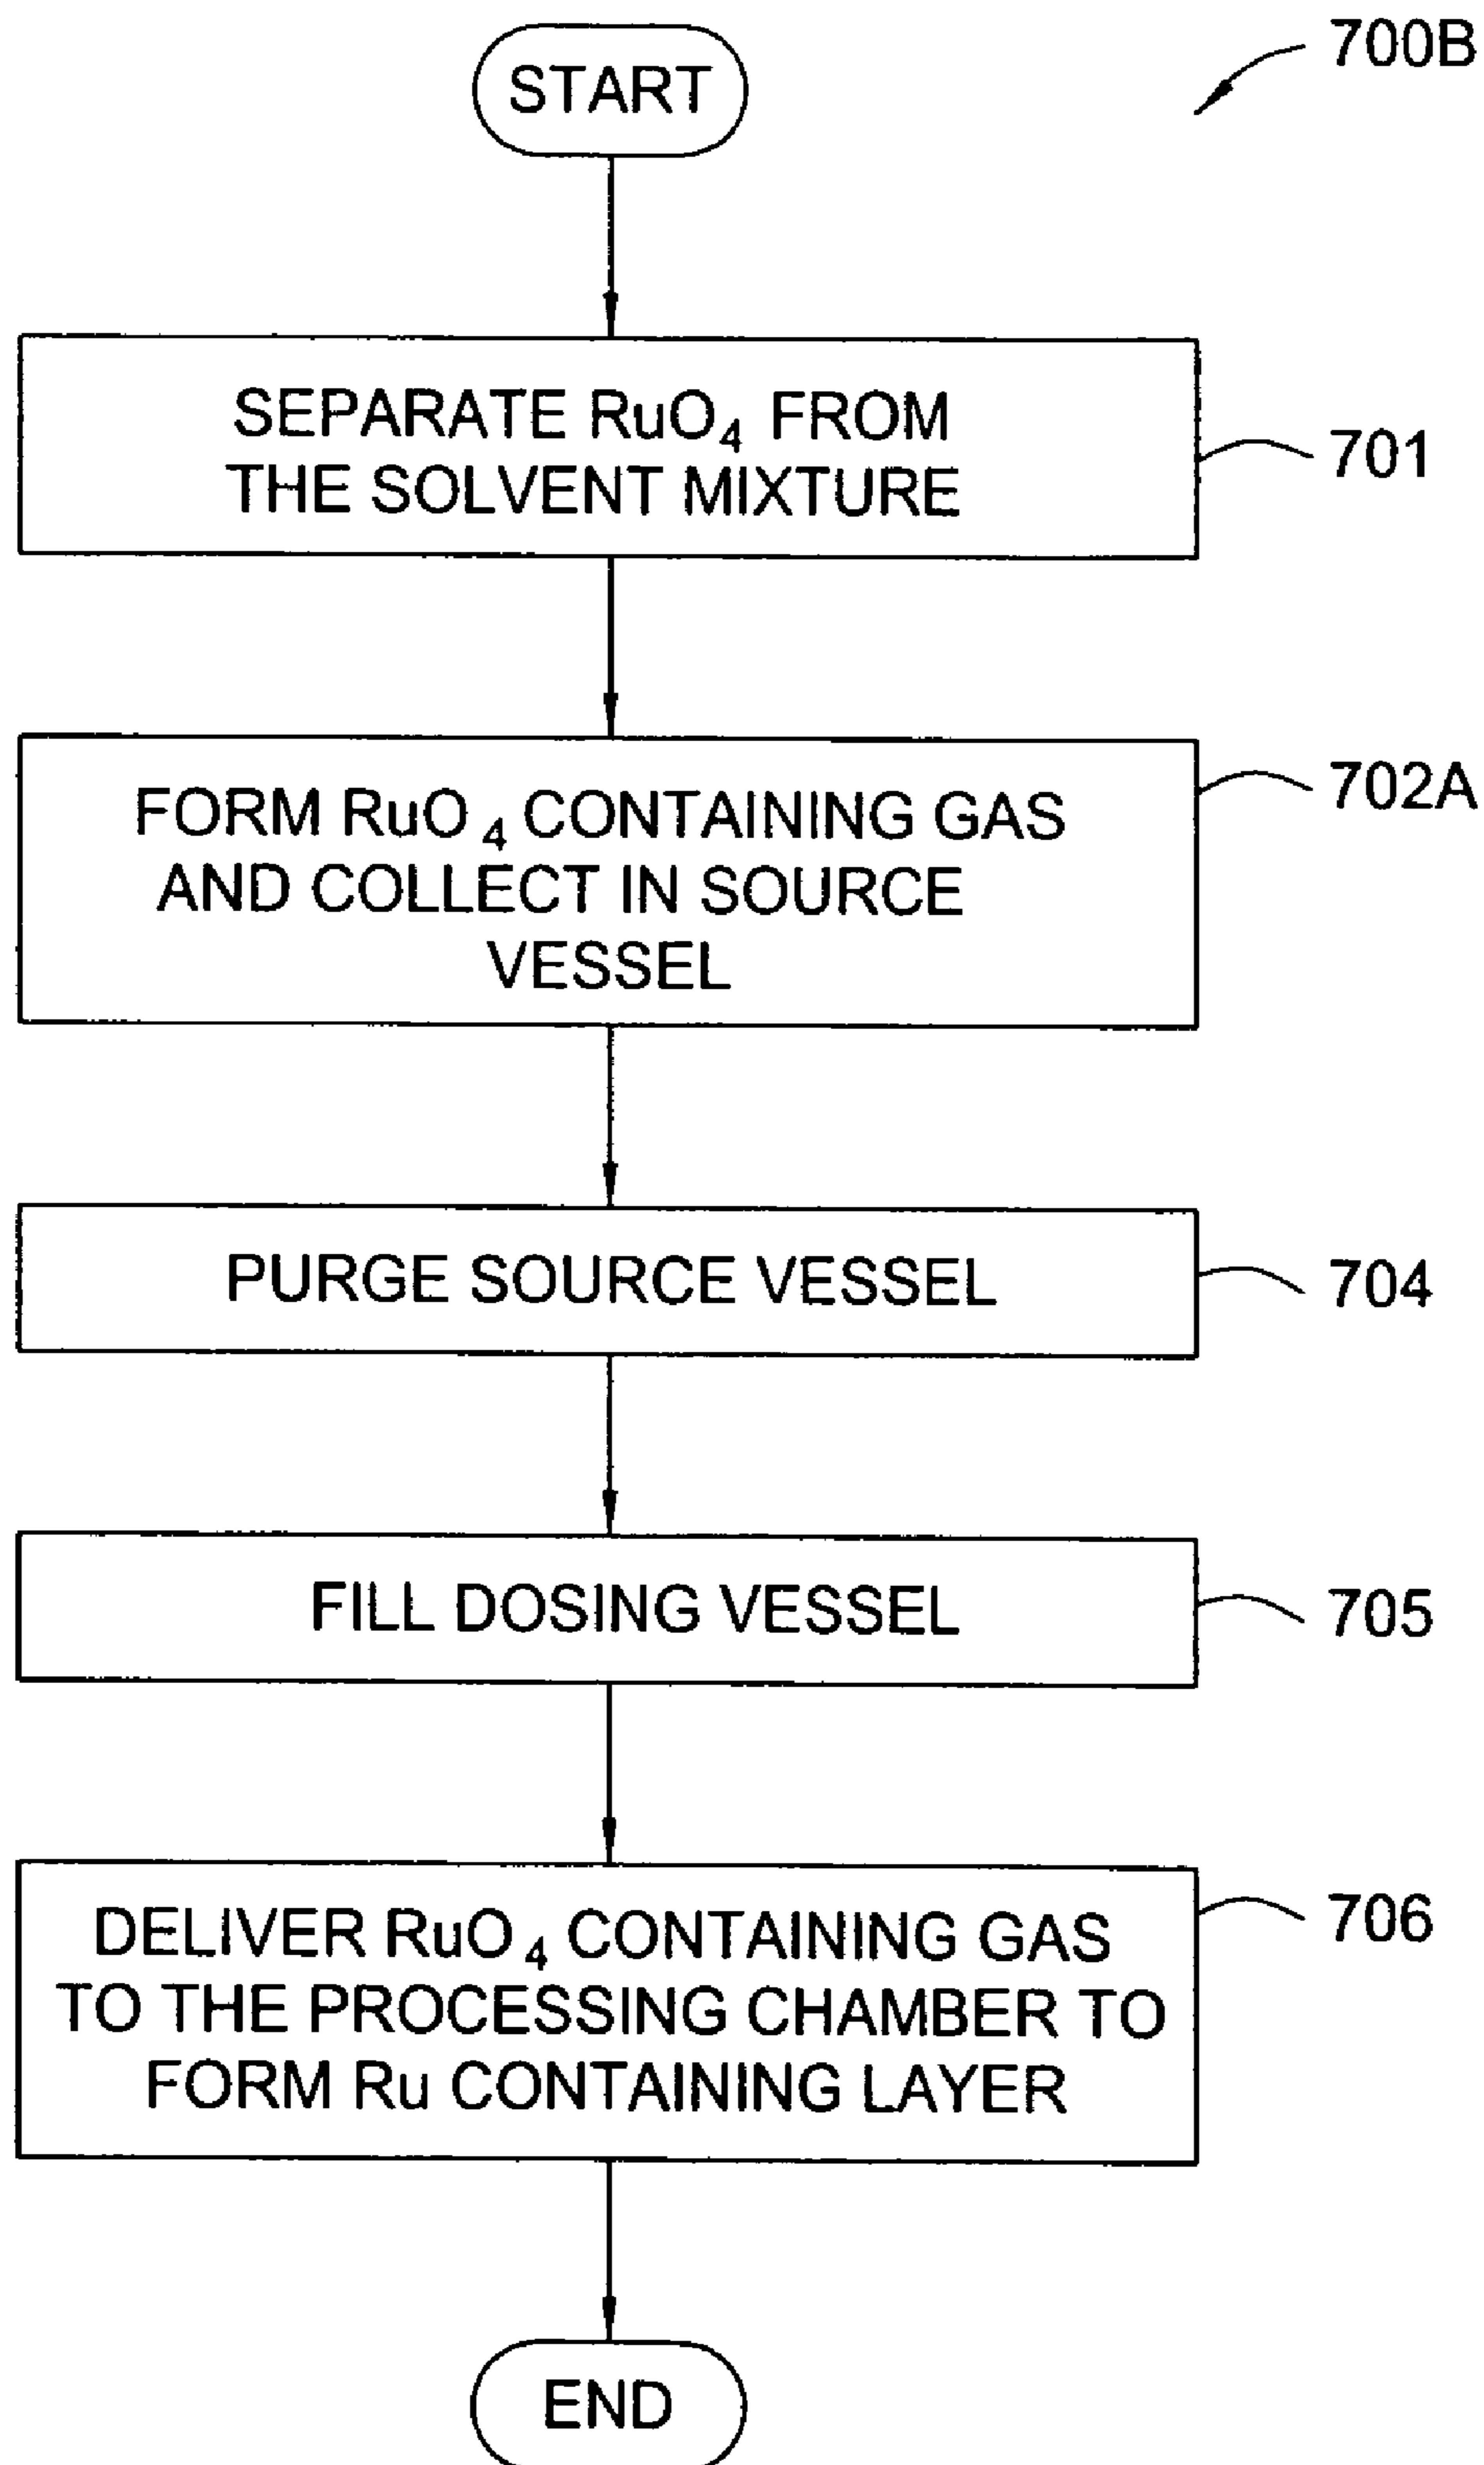 START
700B
SEPARATE RuO4 FROM
THE SOLVENT MIXTURE
701
FORM RuO4 CONTAINING GAS
AND COLLECT IN SOURCE
VESSEL
702A
PURGE SOURCE VESSEL
704
FILL DOSING VESSEL
705
DELIVER RuO4 CONTAINING GAS
TO THE PROCESSING CHAMBER TO
FORM Ru CONTAINING LAYER
706
END